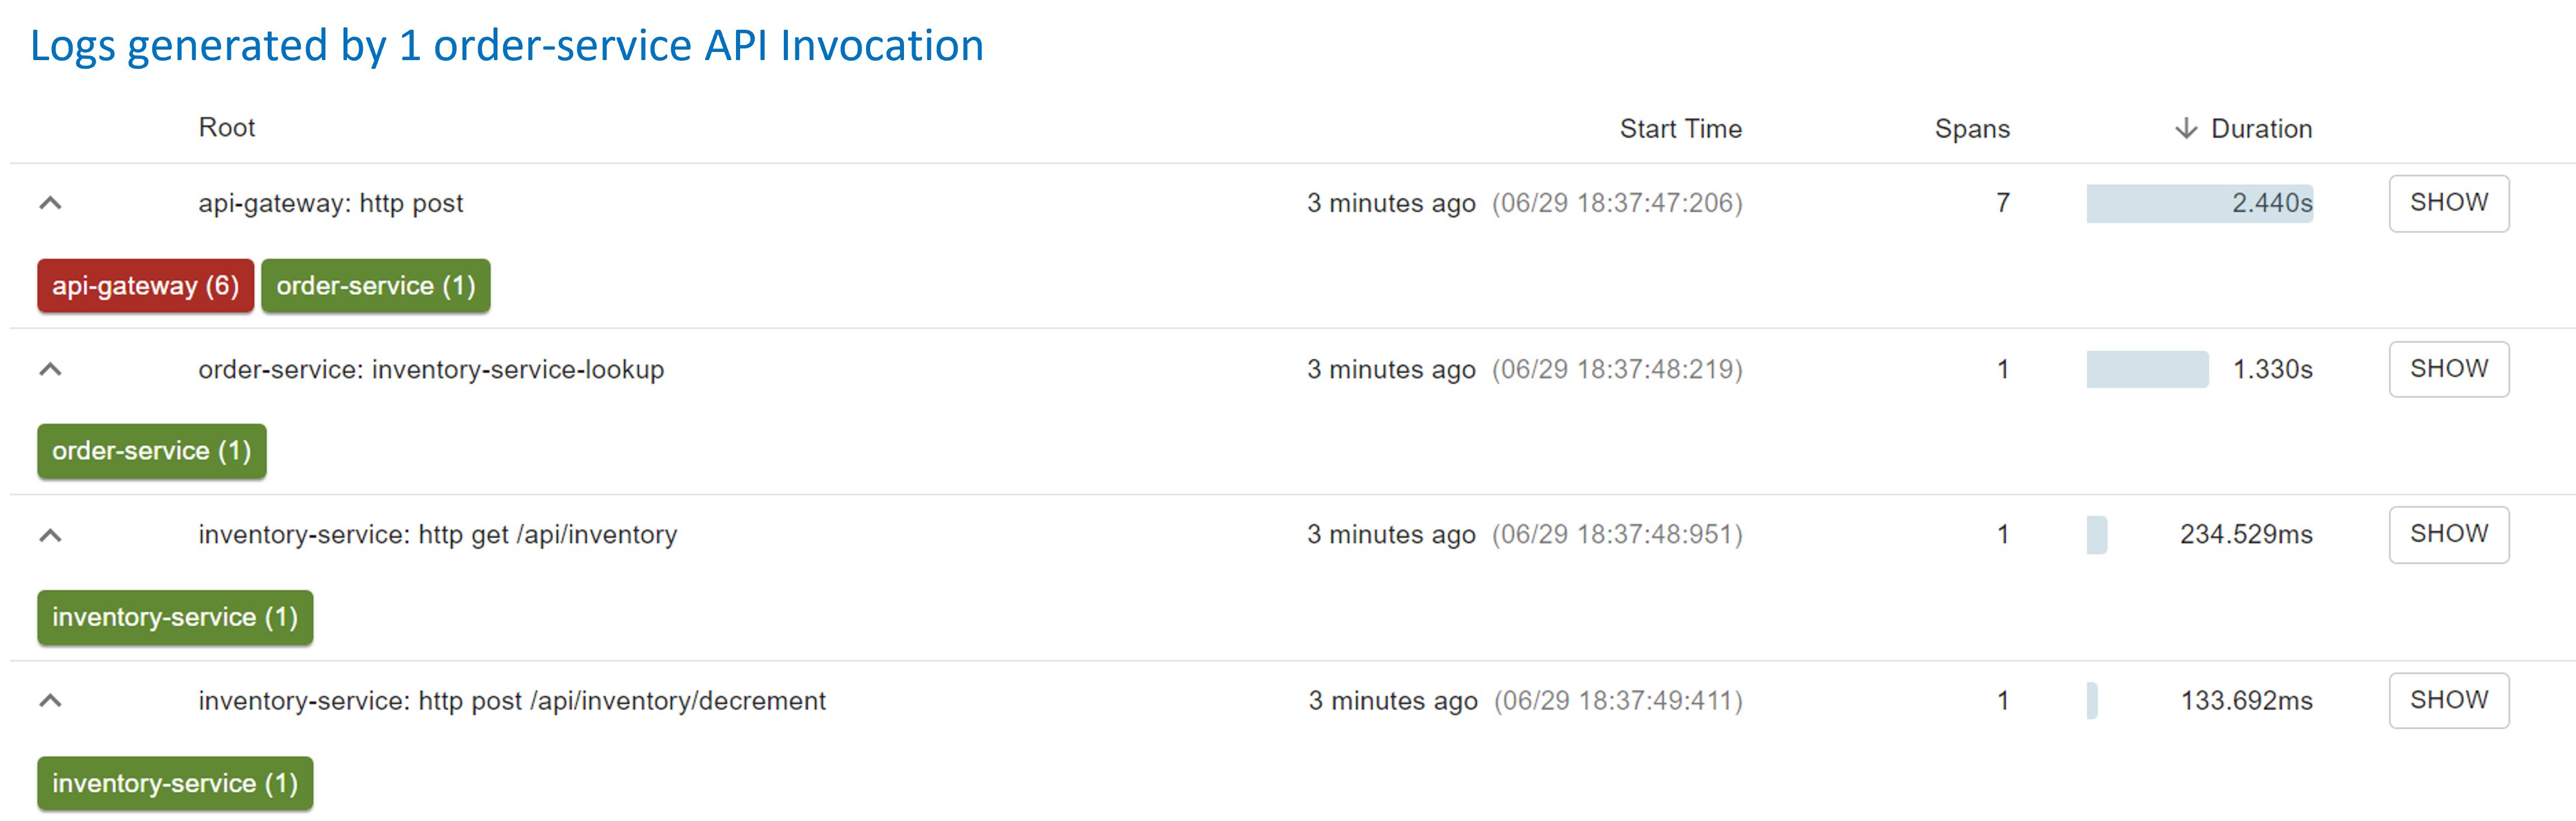 Logs generated by 1 order-service API Invocation
Root Start Time Spans ↓ Duration
api-gateway: http post 3 minutes ago (06/29 18:37:47:206) 7 2.440s SHOW
api-gateway (6) order-service (1)
order-service: inventory-service-lookup 3 minutes ago (06/29 18:37:48:219) 1 1.330s SHOW
order-service (1)
inventory-service: http get /api/inventory 3 minutes ago (06/29 18:37:48:951) 1 234.529ms SHOW
inventory-service (1)
inventory-service: http post /api/inventory/decrement 3 minutes ago (06/29 18:37:49:411) 1 133.692ms SHOW
inventory-service (1)